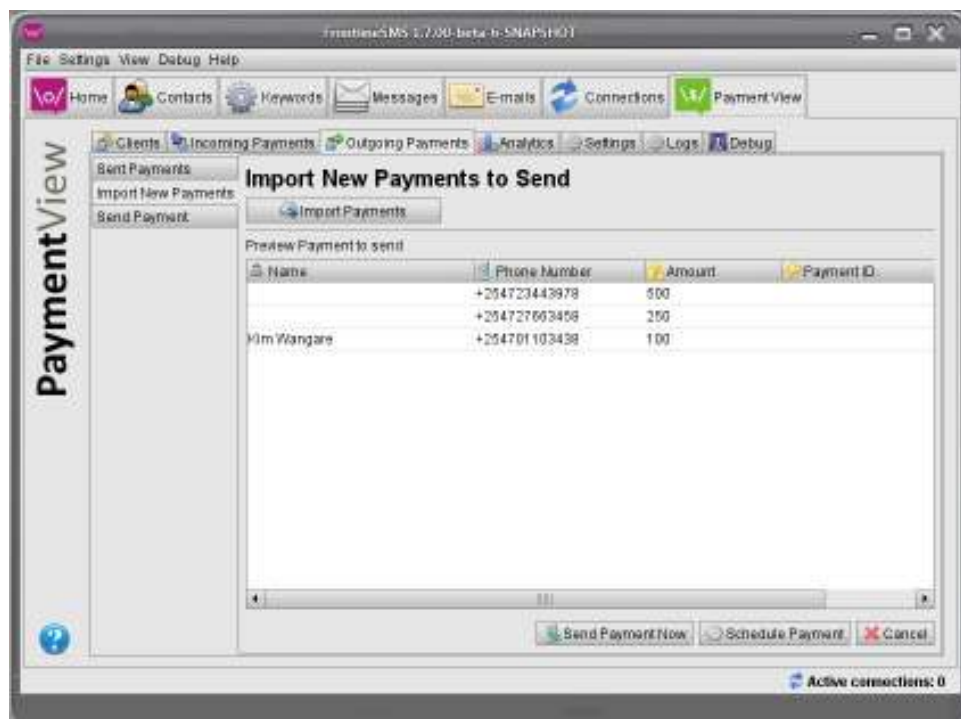 FrontlineSMS 1.7.00-beta-6-SNAPSHOT
File Settings View Debug Help
\o/ Home Contacts Keywords Messages E-mails Connections \$/ Payment View
PaymentView
Clients Incoming Payments Outgoing Payments Analytics Settings Logs Debug
Sent Payments
Import New Payments
Send Payment
Import New Payments to Send
Import Payments
Preview Payment to send
Name Phone Number Amount Payment ID
+254723443978 500
+254727663458 250
Kim Wangare +254701103438 100
Send Payment Now Schedule Payment Cancel
Active connections: 0